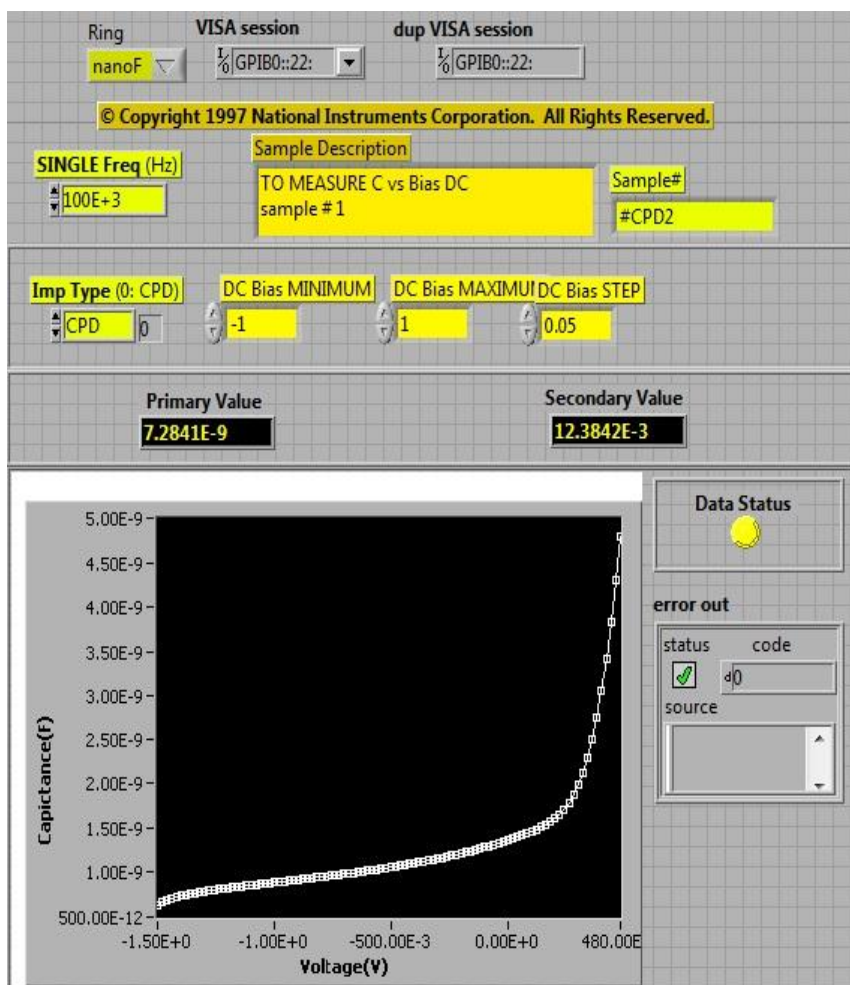 Ring
VISA session
dup VISA session
nanoF
I/O GPIB0::22:
I/O GPIB0::22:
© Copyright 1997 National Instruments Corporation. All Rights Reserved.
SINGLE Freq (Hz)
100E+3
Sample Description
TO MEASURE C vs Bias DC
sample #1
Sample#
#CPD2
Imp Type (0: CPD)
CPD 0
DC Bias MINIMUM
-1
DC Bias MAXIMU
1
DC Bias STEP
0.05
Primary Value
7.2841E-9
Secondary Value
12.3842E-3
Data Status
error out
status
code
d0
source
Capictance(F)
5.00E-9
4.50E-9
4.00E-9
3.50E-9
3.00E-9
2.50E-9
2.00E-9
1.50E-9
1.00E-9
500.00E-12
-1.50E+0 -1.00E+0 -500.00E-3 0.00E+0 480.00E
Voltage(V)